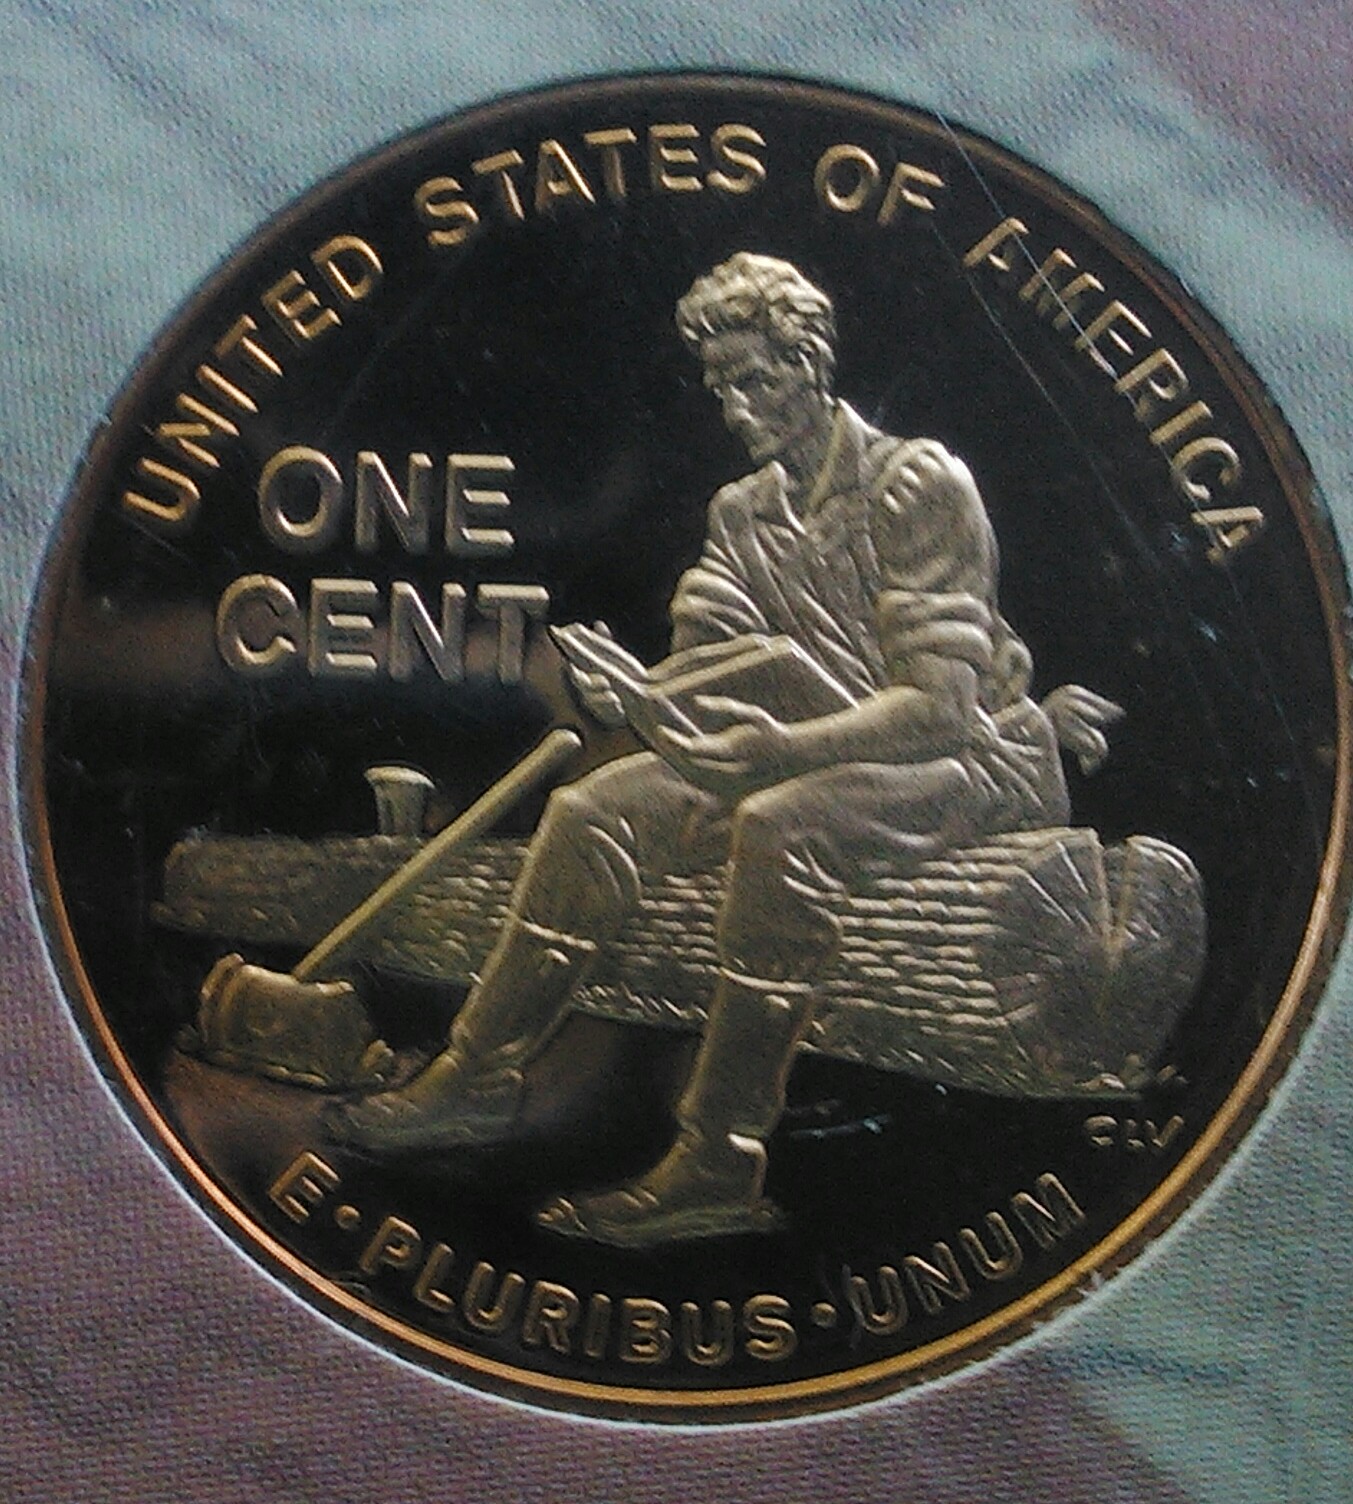 UNITED STATES OF AMERICA
ONE
CENT
E·PLURIBUS·UNUM